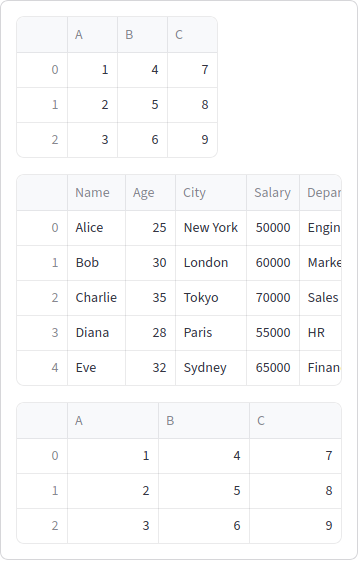 A B C
0 1 4 7
1 2 5 8
2 3 6 9
Name Age City Salary Depar
0 Alice 25 New York 50000 Engin
1 Bob 30 London 60000 Marke
2 Charlie 35 Tokyo 70000 Sales
3 Diana 28 Paris 55000 HR
4 Eve 32 Sydney 65000 Finan
A B C
0 1 4 7
1 2 5 8
2 3 6 9